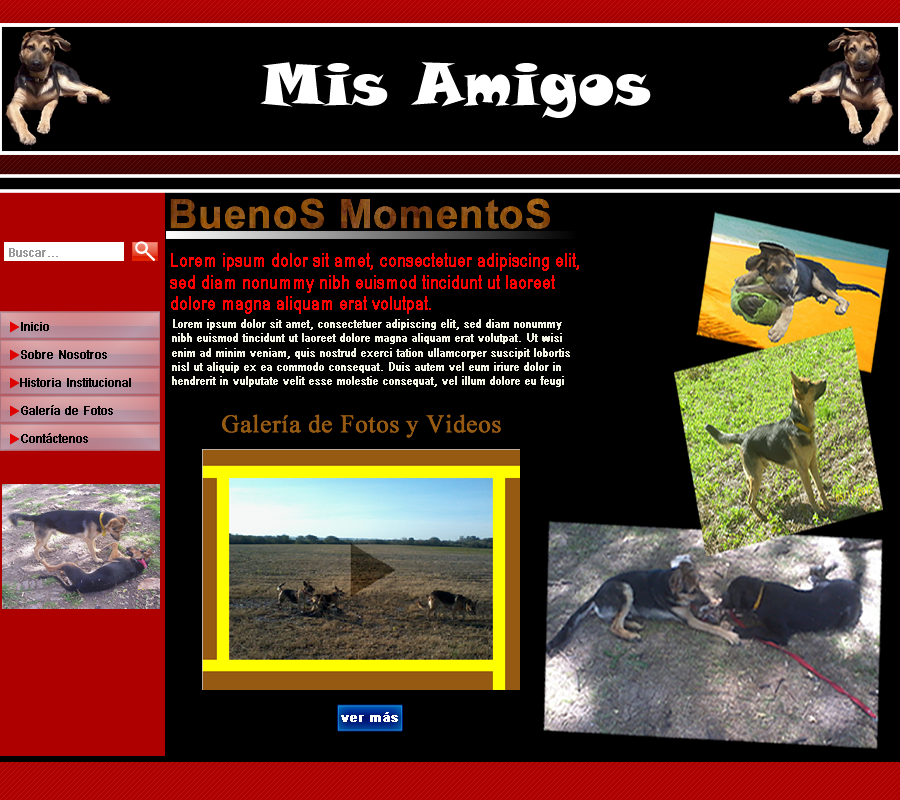 Mis Amigos
Buscar...
Inicio
Sobre Nosotros
Historia Institucional
Galería de Fotos
Contáctenos
BuenoS MomentoS
Lorem ipsum dolor sit amet, consectetuer adipiscing elit,
sed diam nonummy nibh euismod tincidunt ut laoreet
dolore magna aliquam erat volutpat.
Lorem ipsum dolor sit amet, consectetuer adipiscing elit, sed diam nonummy
nibh euismod tincidunt ut laoreet dolore magna aliquam erat volutpat. Ut wisi
enim ad minim veniam, quis nostrud exerci tation ullamcorper suscipit lobortis
nisl ut aliquip ex ea commodo consequat. Duis autem vel eum iriure dolor in
hendrerit in vulputate velit esse molestie consequat, vel illum dolore eu feugi
Galería de Fotos y Videos
ver más